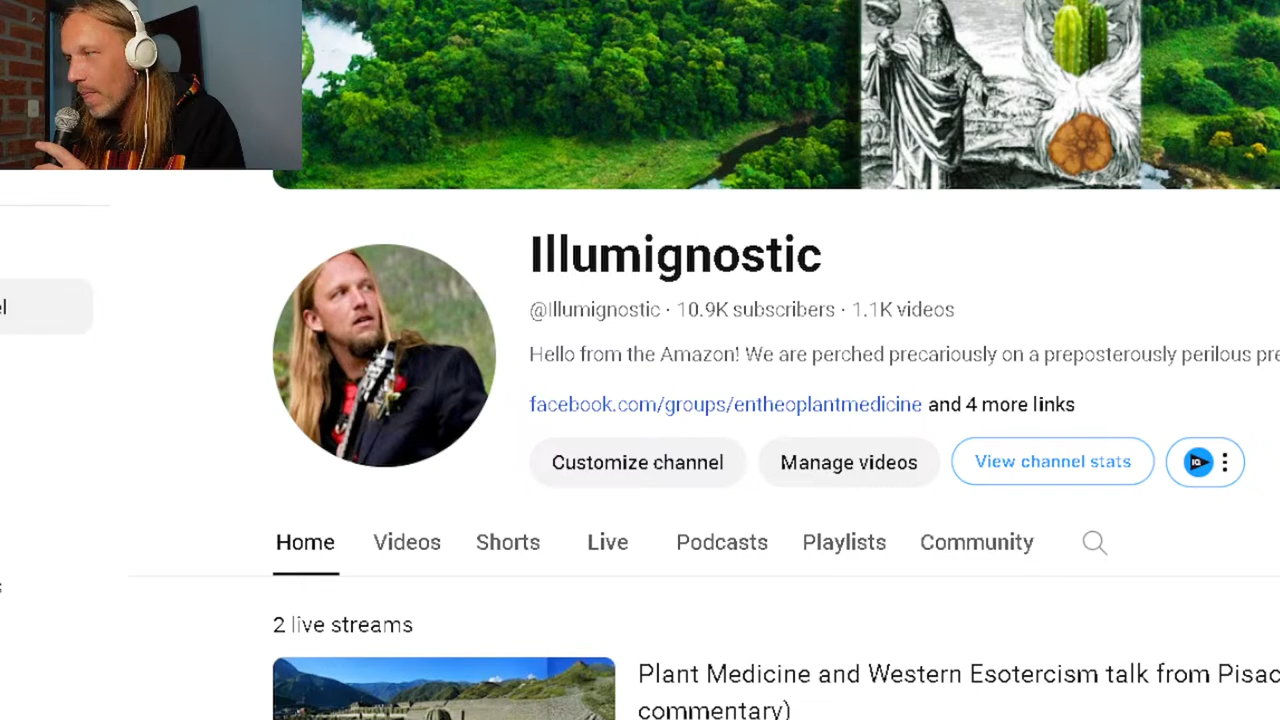 Illumignostic
@Illumignostic · 10.9K subscribers · 1.1K videos
Hello from the Amazon! We are perched precariously on a preposterously perilous pre
facebook.com/groups/entheoplantmedicine and 4 more links
Customize channel Manage videos View channel stats IQ
Home Videos Shorts Live Podcasts Playlists Community
2 live streams
Plant Medicine and Western Esotercism talk from Pisac
commentary)